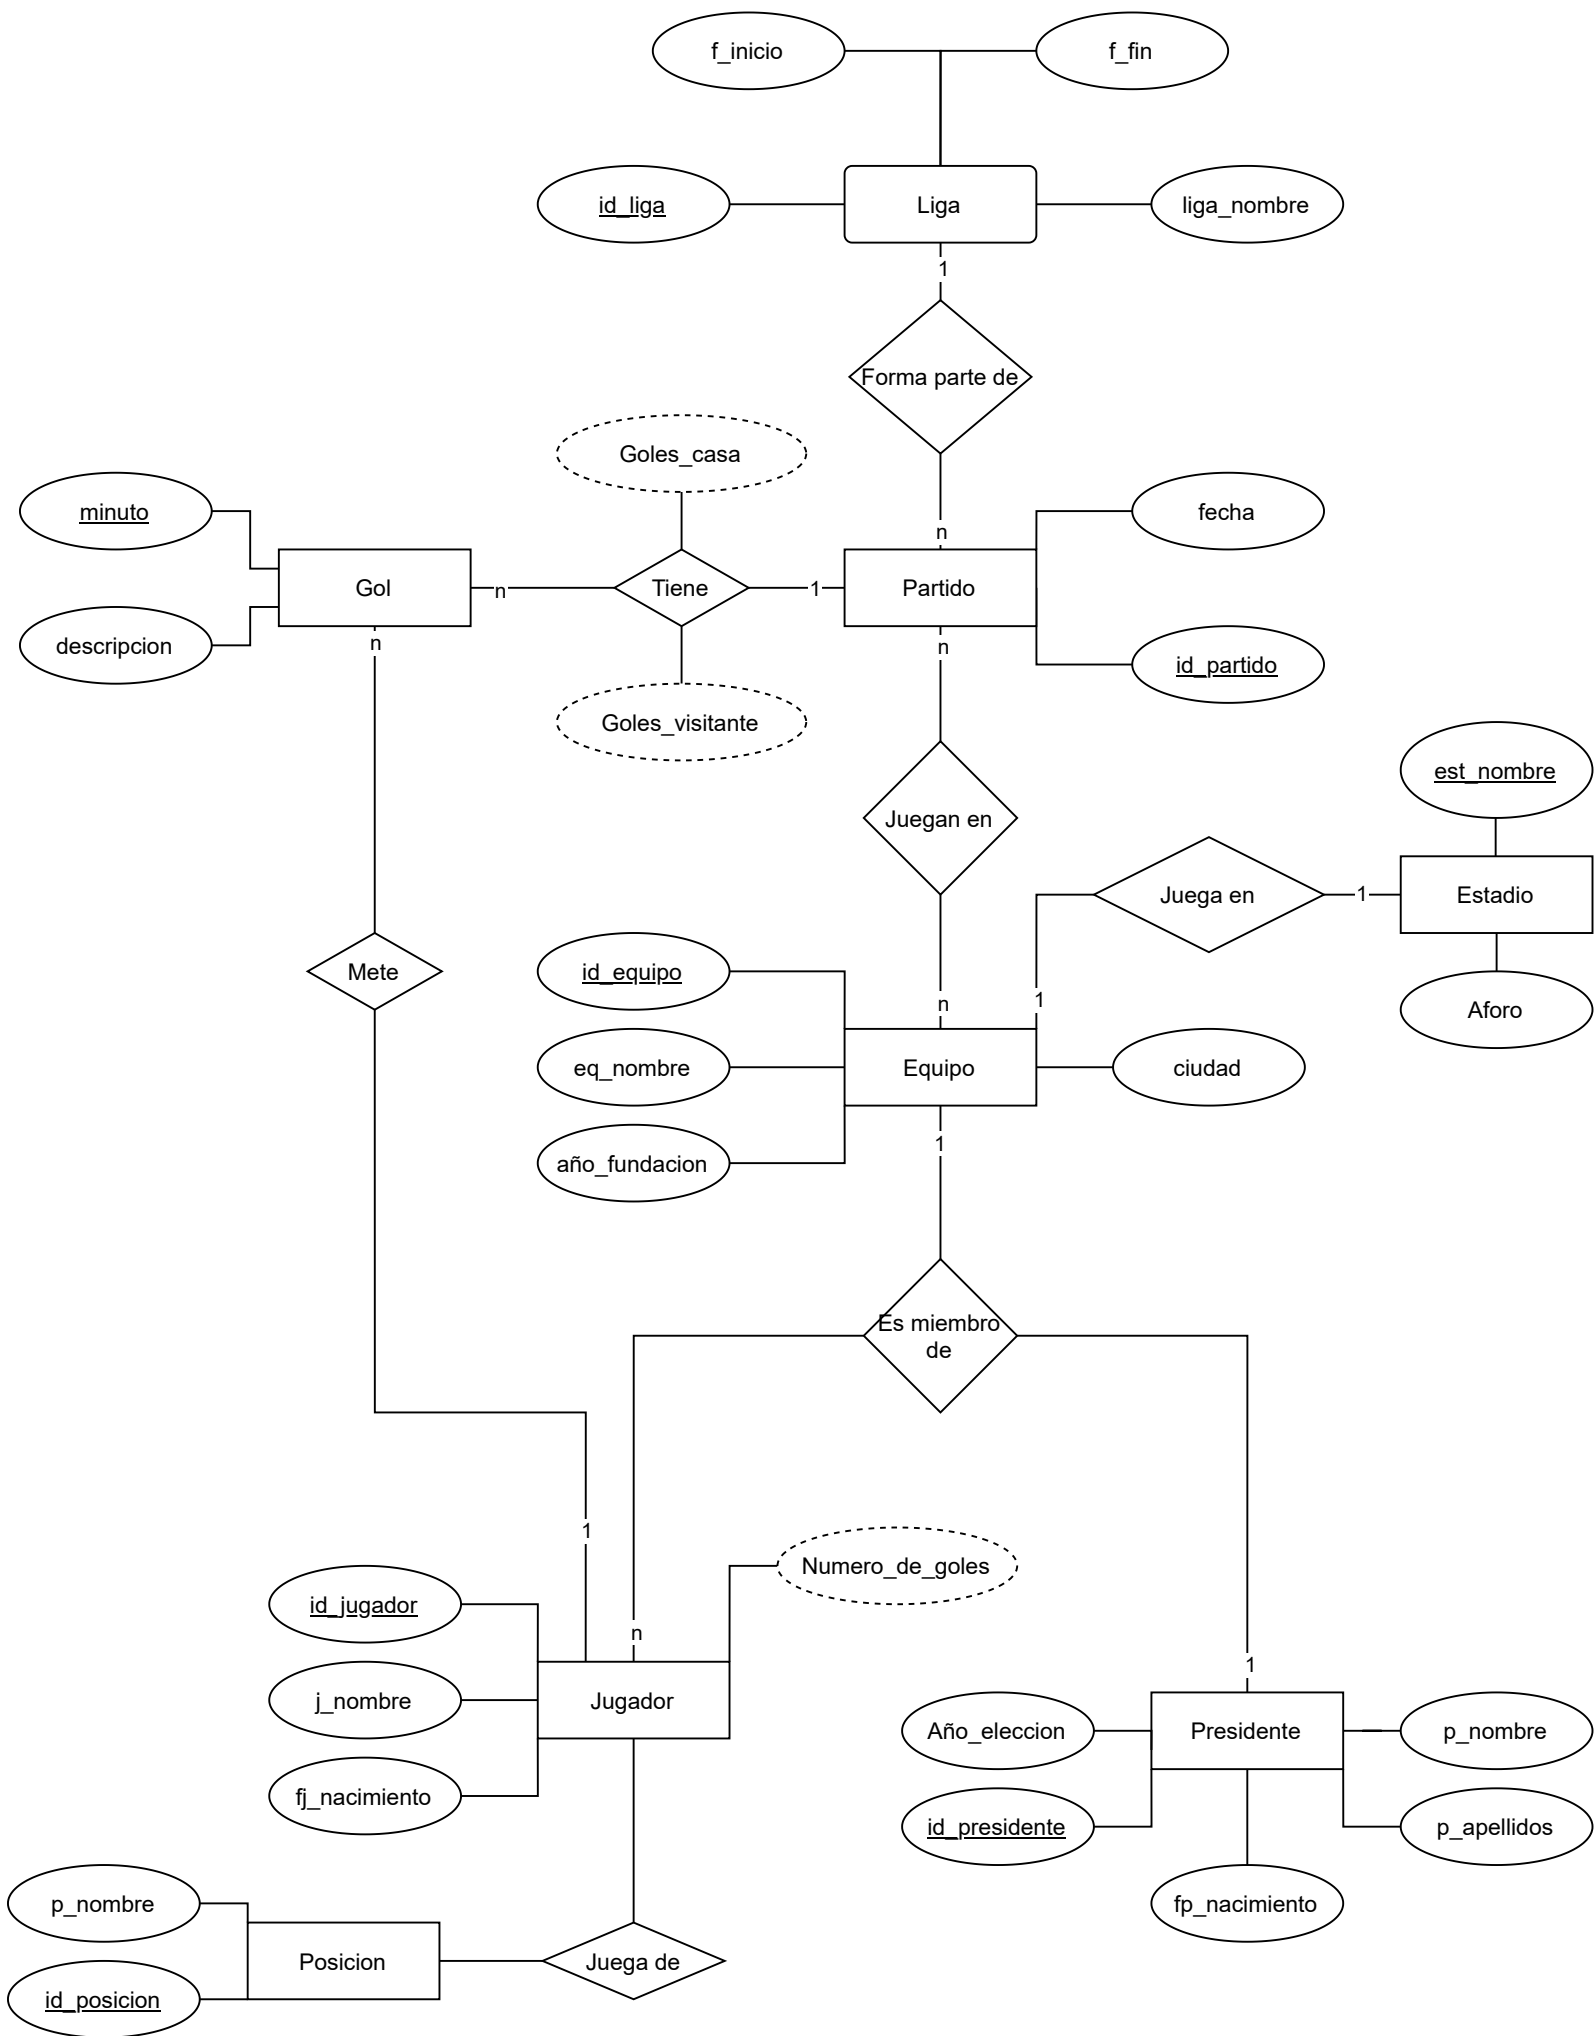 f_inicio
f_fin
id_liga
Liga
liga_nombre
1
Forma parte de
Goles_casa
minuto
fecha
n
Gol
n
Tiene
1
Partido
descripcion
n
n
id_partido
Goles_visitante
est_nombre
Juegan en
Juega en
1
Estadio
Mete
id_equipo
n
1
Aforo
eq_nombre
Equipo
ciudad
1
año_fundacion
Es miembro
de
1
Numero_de_goles
id_jugador
n
1
j_nombre
Jugador
Año_eleccion
Presidente
p_nombre
fj_nacimiento
id_presidente
p_apellidos
p_nombre
fp_nacimiento
Posicion
Juega de
id_posicion